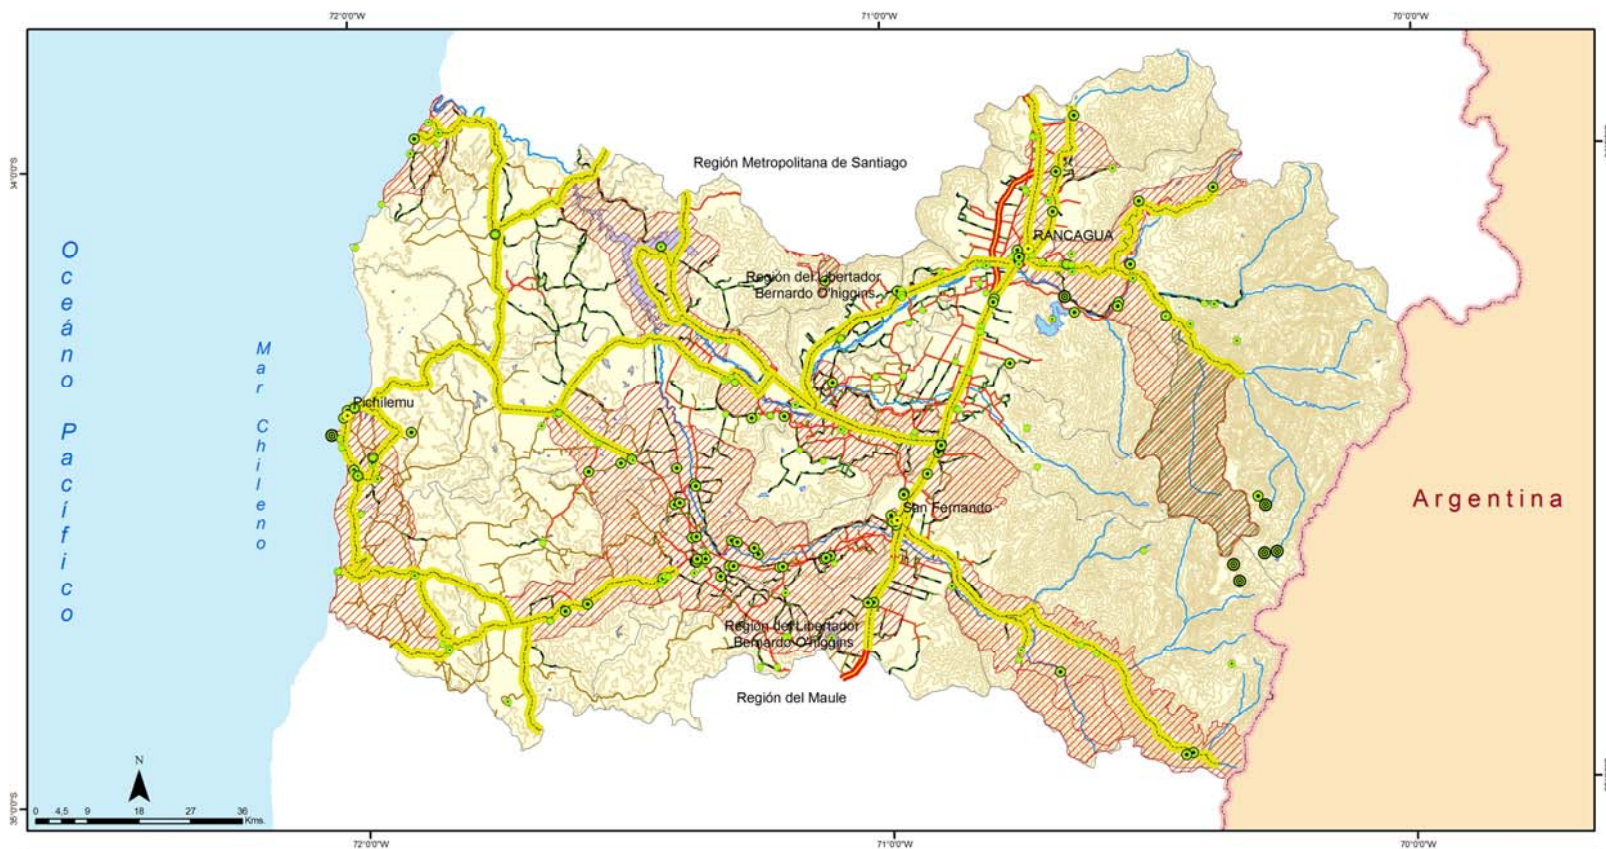 72°0'0"W
71°0'0"W
70°0'0"W
34°0'0"S
Región Metropolitana de Santiago
RANCAGUA
Región del Libertador
Bernardo O'higgins
Océano Pacífico
Mar Chileno
Pichilemu
Argentina
San Fernando
Región del Libertador
Bernardo O'higgins
Región del Maule
N
0 4,5 9 18 27 36
Kms.
35°0'0"S
72°0'0"W
71°0'0"W
70°0'0"W